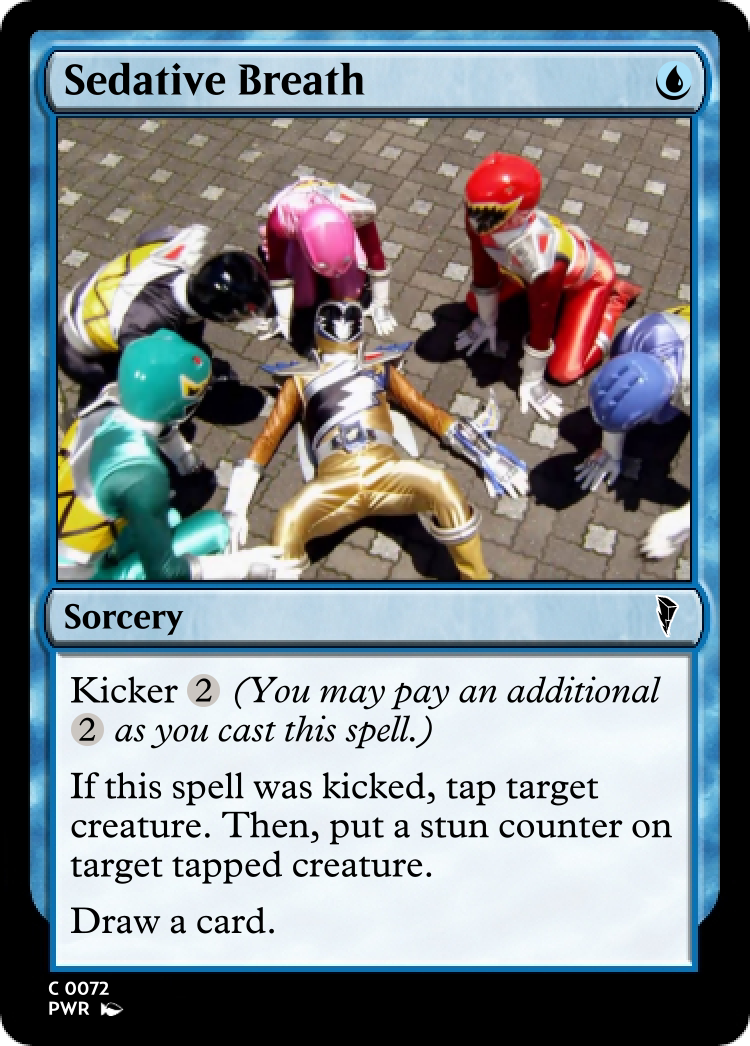 Sedative Breath
Sorcery
Kicker 2 (You may pay an additional
2 as you cast this spell.)
If this spell was kicked, tap target
creature. Then, put a stun counter on
target tapped creature.
Draw a card.
C 0072
PWR